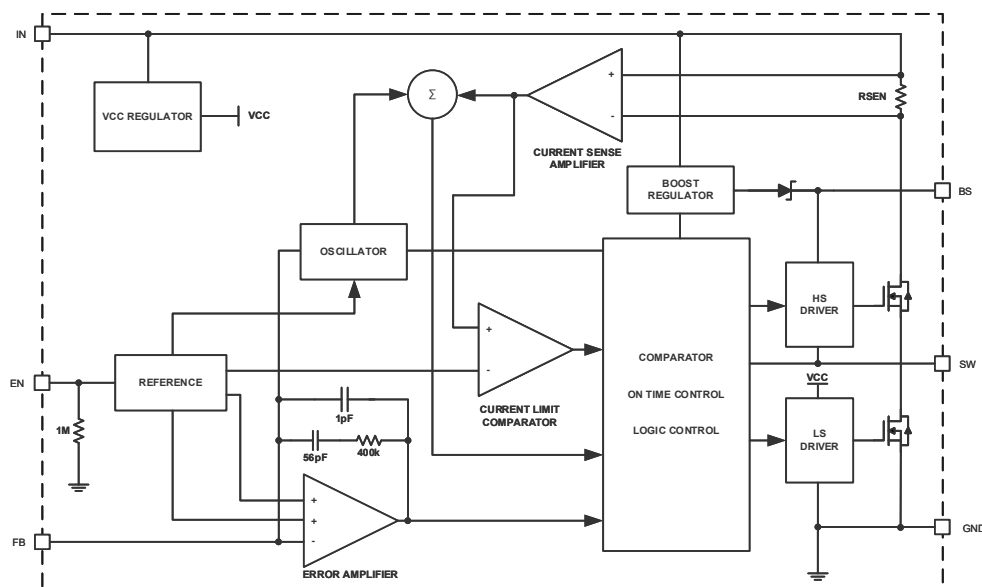 IN
VCC REGULATOR
VCC
Σ
+
-
CURRENT SENSE
AMPLIFIER
RSEN
BOOST
REGULATOR
BS
OSCILLATOR
HS
DRIVER
+
-
CURRENT LIMIT
COMPARATOR
COMPARATOR
ON TIME CONTROL
LOGIC CONTROL
SW
VCC
EN
REFERENCE
1M
1pF
56pF
400k
LS
DRIVER
+
+
-
ERROR AMPLIFIER
FB
GND